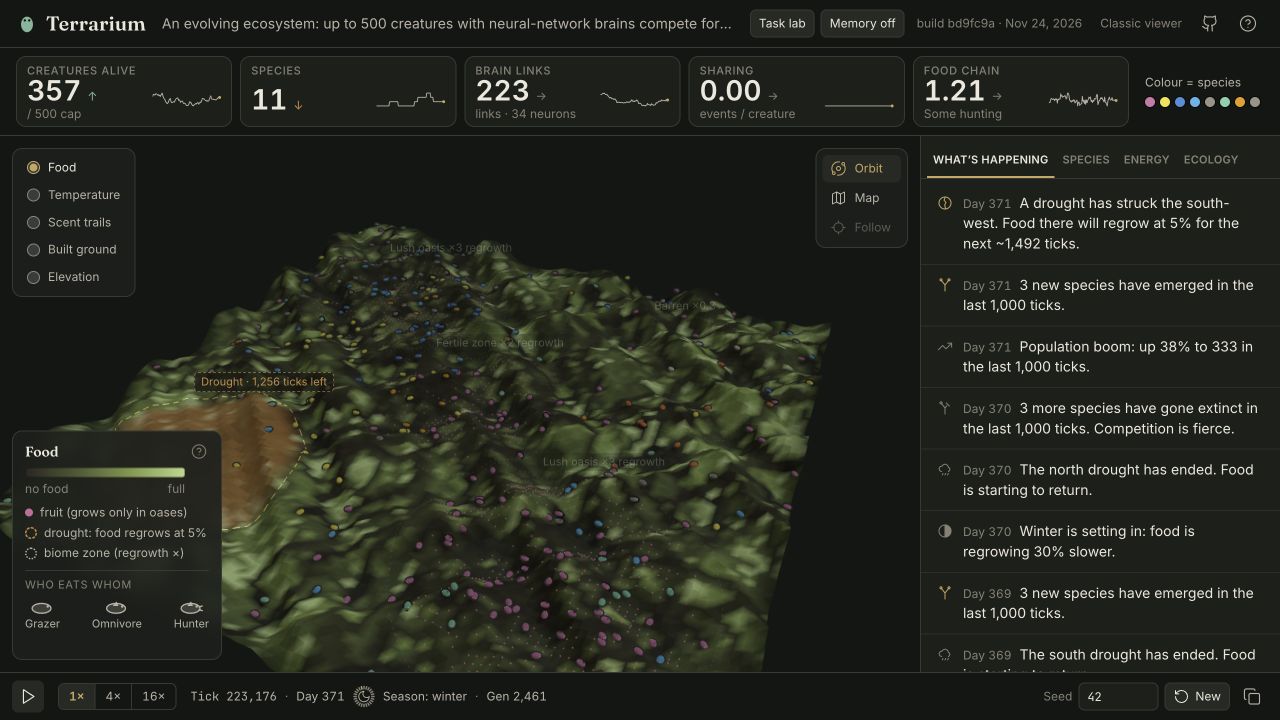 Terrarium
An evolving ecosystem: up to 500 creatures with neural-network brains compete for...
Task lab
Memory off
build bd9fc9a · Nov 24, 2026
Classic viewer
CREATURES ALIVE
357 ↑
/ 500 cap
SPECIES
11 ↓
BRAIN LINKS
223 →
links · 34 neurons
SHARING
0.00 →
events / creature
FOOD CHAIN
1.21 →
Some hunting
Colour = species
Food
Temperature
Scent trails
Built ground
Elevation
Orbit
Map
Follow
Lush oasis ×3 regrowth
Barren
Fertile zone ×2 regrowth
Drought · 1,256 ticks left
Lush oasis ×3 regrowth
Food
no food
full
fruit (grows only in oases)
drought: food regrows at 5%
biome zone (regrowth ×)
WHO EATS WHOM
Grazer
Omnivore
Hunter
WHAT'S HAPPENING
SPECIES
ENERGY
ECOLOGY
Day 371 A drought has struck the south-
west. Food there will regrow at 5% for the
next ~1,492 ticks.
Day 371 3 new species have emerged in the
last 1,000 ticks.
Day 371 Population boom: up 38% to 333 in
the last 1,000 ticks.
Day 370 3 more species have gone extinct in
the last 1,000 ticks. Competition is fierce.
Day 370 The north drought has ended. Food
is starting to return.
Day 370 Winter is setting in: food is
regrowing 30% slower.
Day 369 3 new species have emerged in the
last 1,000 ticks.
Day 369 The south drought has ended. Food
1×
4×
16×
Tick 223,176 · Day 371
Season: winter · Gen 2,461
Seed
42
New